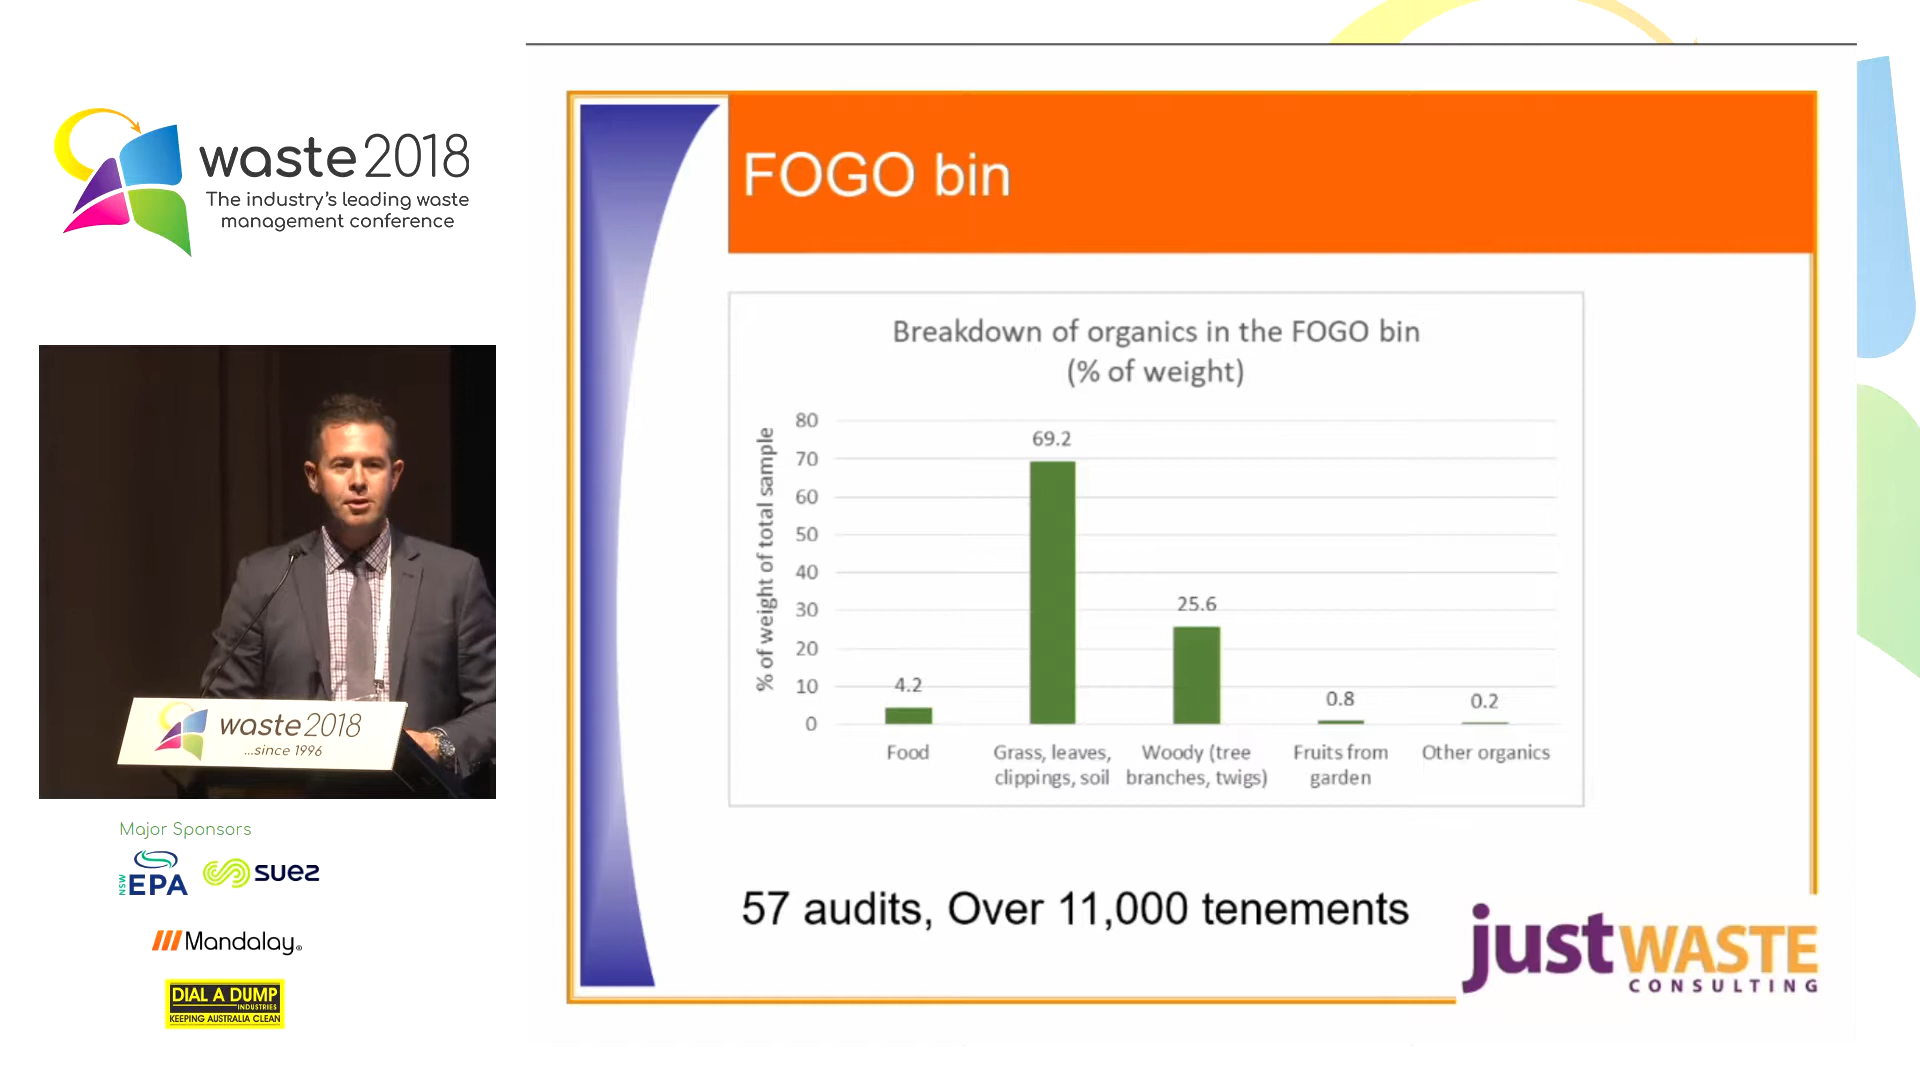 waste 2018
The industry's leading waste
management conference
waste 2018
...since 1996
Major Sponsors
NSW EPA
suez
Mandalay®
DIAL A DUMP
INDUSTRIES
KEEPING AUSTRALIA CLEAN
FOGO bin
Breakdown of organics in the FOGO bin
(% of weight)
% of weight of total sample
80
70
60
50
40
30
20
10
0
4.2
69.2
25.6
0.8
0.2
Food
Grass, leaves,
clippings, soil
Woody (tree
branches, twigs)
Fruits from
garden
Other organics
57 audits, Over 11,000 tenements
justWASTE
CONSULTING